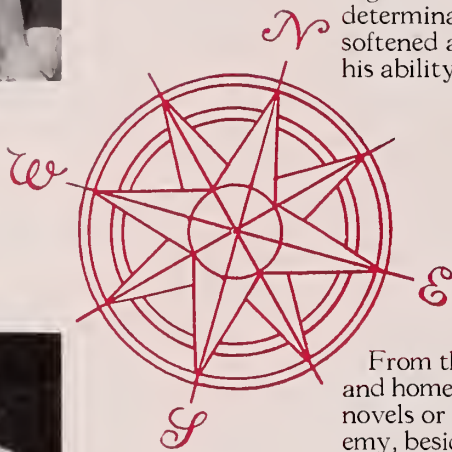 determina
softened a
his ability
N
W
E
S
From th
and home
novels or
emy, besid